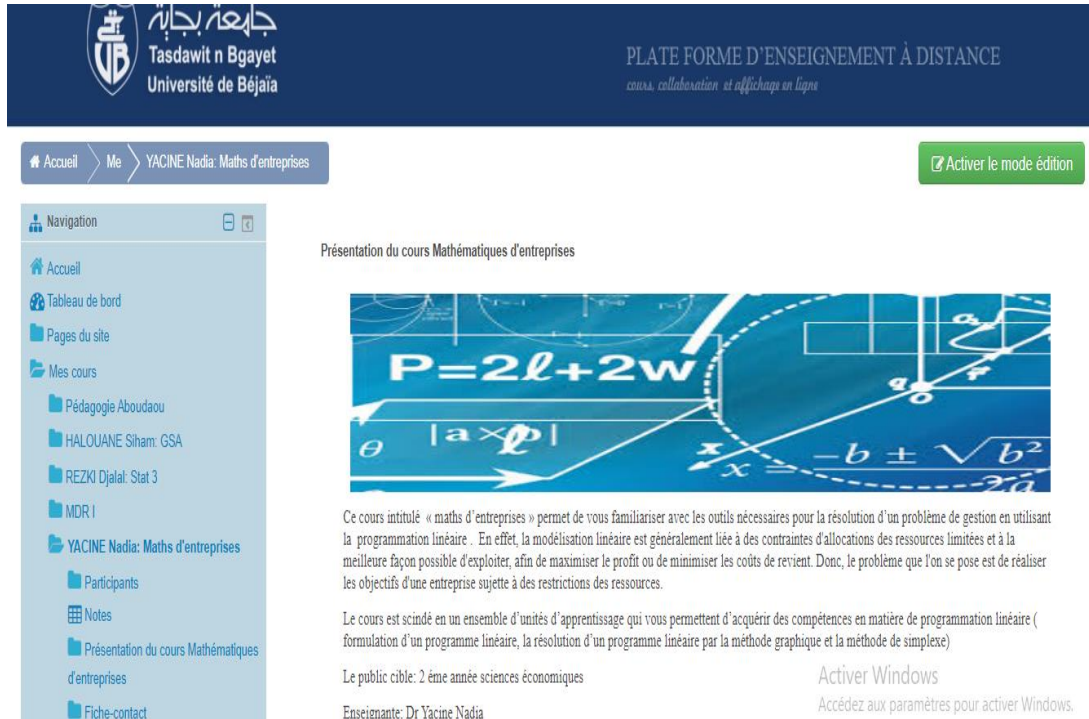 جامعة بجاية
Tasdawit n Bgayet
Université de Béjaïa
PLATE FORME D'ENSEIGNEMENT À DISTANCE
cours, collaboration et affichage en ligne
Accueil
Me
YACINE Nadia: Maths d'entreprises
Activer le mode édition
Navigation
Accueil
Tableau de bord
Pages du site
Mes cours
Pédagogie Aboudaou
HALOUANE Siham: GSA
REZKI Djalal: Stat 3
MDR I
YACINE Nadia: Maths d'entreprises
Participants
Notes
Présentation du cours Mathématiques
d'entreprises
Fiche-contact
Présentation du cours Mathématiques d'entreprises
P=2ℓ+2w
θ
x = −b ± √b²
2a
Ce cours intitulé « maths d'entreprises » permet de vous familiariser avec les outils nécessaires pour la résolution d'un problème de gestion en utilisant
la programmation linéaire . En effet, la modélisation linéaire est généralement liée à des contraintes d'allocations des ressources limitées et à la
meilleure façon possible d'exploiter, afin de maximiser le profit ou de minimiser les coûts de revient. Donc, le problème que l'on se pose est de réaliser
les objectifs d'une entreprise sujette à des restrictions des ressources.
Le cours est scindé en un ensemble d'unités d'apprentissage qui vous permettent d'acquérir des compétences en matière de programmation linéaire (
formulation d'un programme linéaire, la résolution d'un programme linéaire par la méthode graphique et la méthode de simplexe)
Le public cible: 2 éme année sciences économiques
Enseignante: Dr Yacine Nadia
Activer Windows
Accédez aux paramètres pour activer Windows.